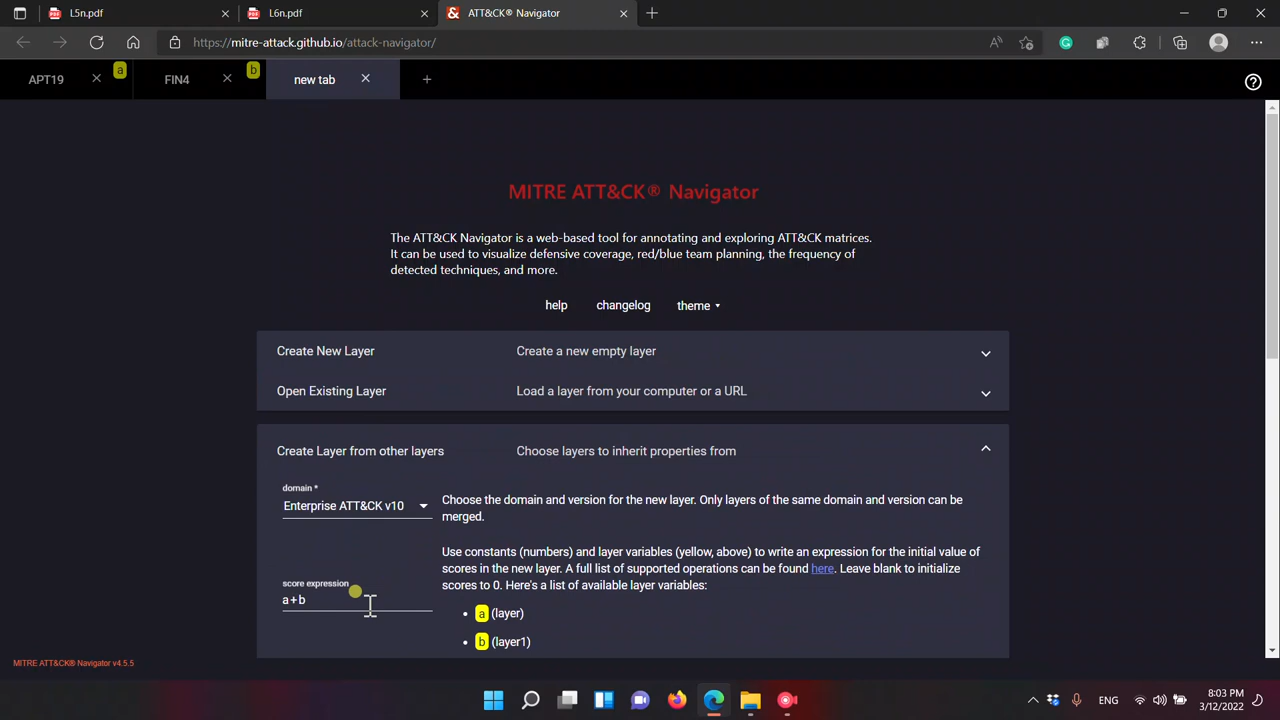 L5n.pdf
L6n.pdf
ATT&CK® Navigator
https://mitre-attack.github.io/attack-navigator/
APT19
a
FIN4
b
new tab
MITRE ATT&CK® Navigator
The ATT&CK Navigator is a web-based tool for annotating and exploring ATT&CK matrices.
It can be used to visualize defensive coverage, red/blue team planning, the frequency of
detected techniques, and more.
help changelog theme
Create New Layer Create a new empty layer
Open Existing Layer Load a layer from your computer or a URL
Create Layer from other layers Choose layers to inherit properties from
domain *
Enterprise ATT&CK v10
Choose the domain and version for the new layer. Only layers of the same domain and version can be
merged.
score expression
a+b
Use constants (numbers) and layer variables (yellow, above) to write an expression for the initial value of
scores in the new layer. A full list of supported operations can be found here. Leave blank to initialize
scores to 0. Here's a list of available layer variables:
• a (layer)
• b (layer1)
MITRE ATT&CK® Navigator v4.5.5
ENG
8:03 PM
3/12/2022